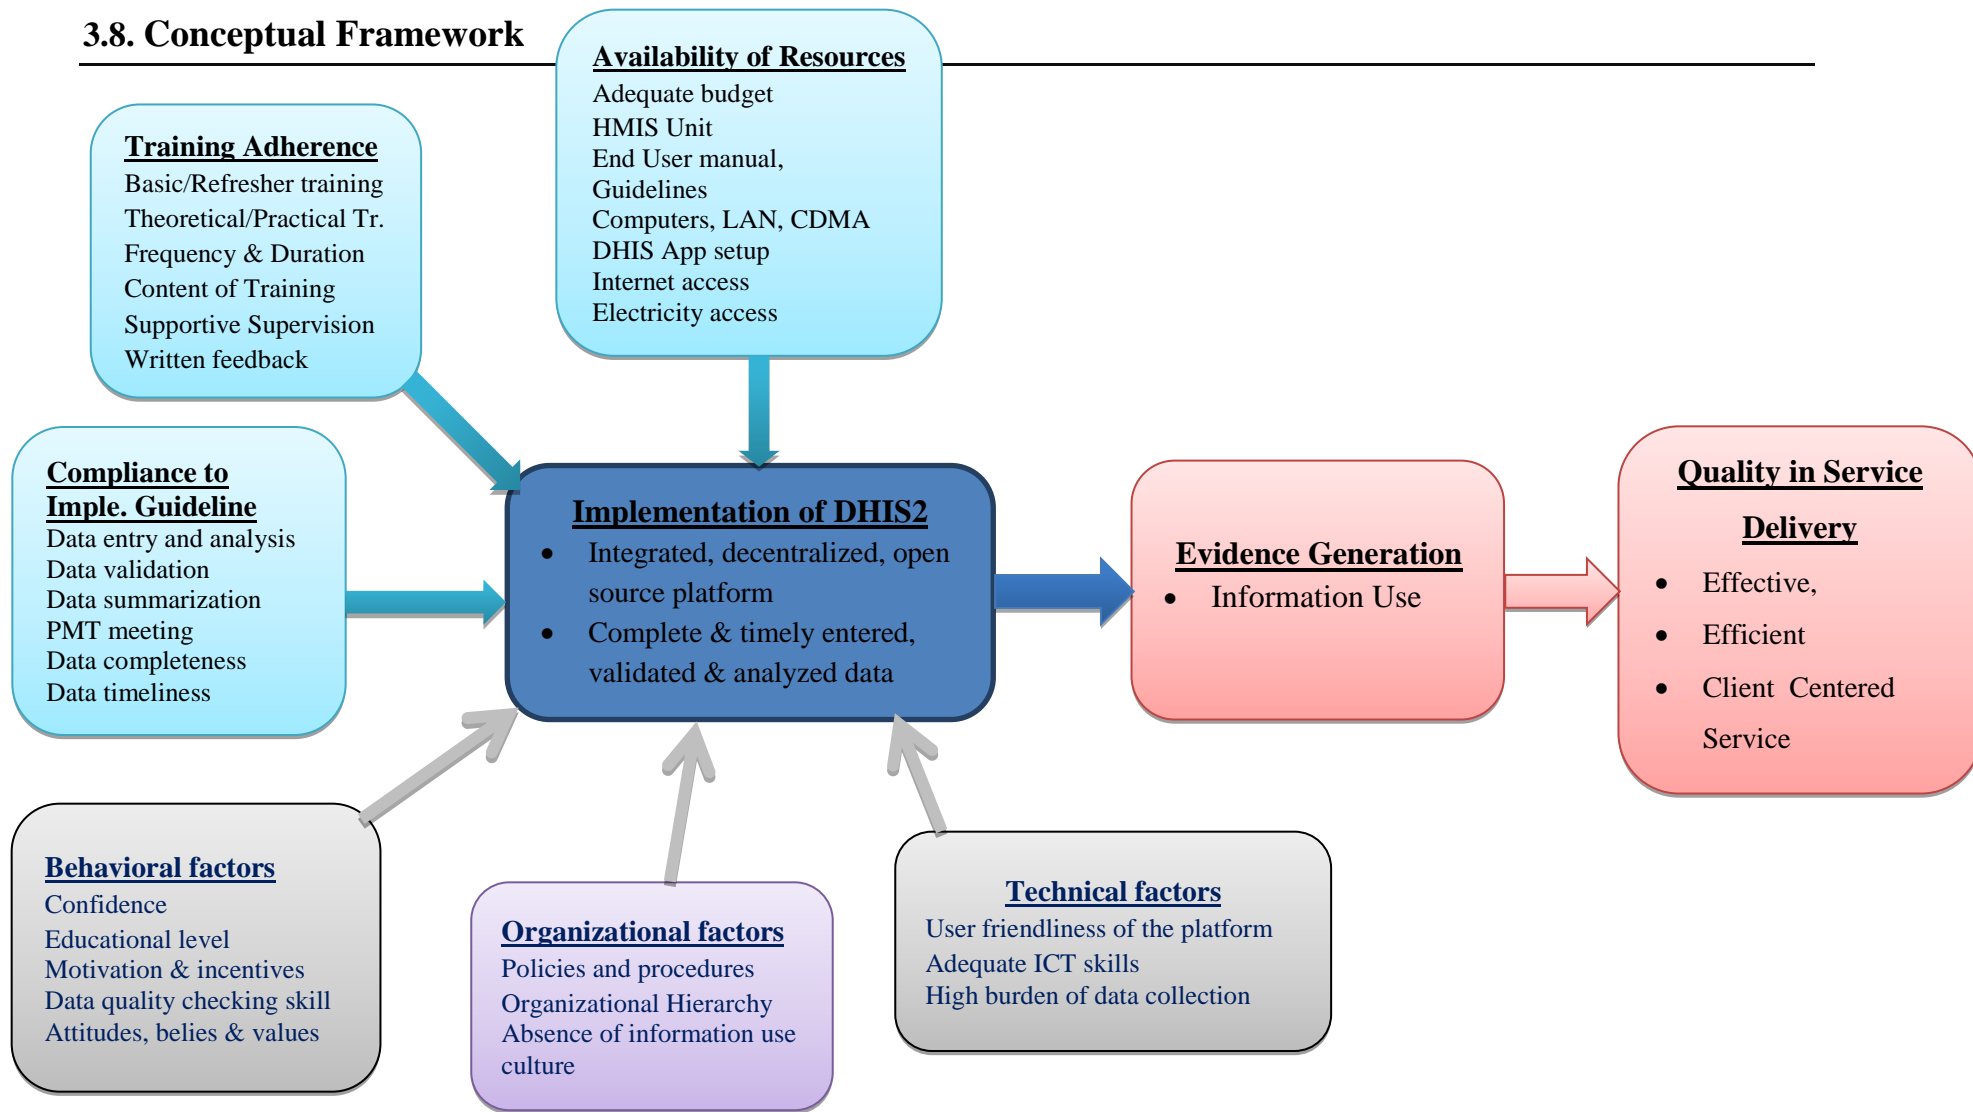 3.8. Conceptual Framework
Availability of Resources
Adequate budget
HMIS Unit
End User manual,
Guidelines
Computers, LAN, CDMA
DHIS App setup
Internet access
Electricity access
Training Adherence
Basic/Refresher training
Theoretical/Practical Tr.
Frequency & Duration
Content of Training
Supportive Supervision
Written feedback
Compliance to
Imple. Guideline
Data entry and analysis
Data validation
Data summarization
PMT meeting
Data completeness
Data timeliness
Implementation of DHIS2
• Integrated, decentralized, open
source platform
• Complete & timely entered,
validated & analyzed data
Evidence Generation
• Information Use
Quality in Service
Delivery
• Effective,
• Efficient
• Client Centered
Service
Behavioral factors
Confidence
Educational level
Motivation & incentives
Data quality checking skill
Attitudes, belies & values
Organizational factors
Policies and procedures
Organizational Hierarchy
Absence of information use
culture
Technical factors
User friendliness of the platform
Adequate ICT skills
High burden of data collection